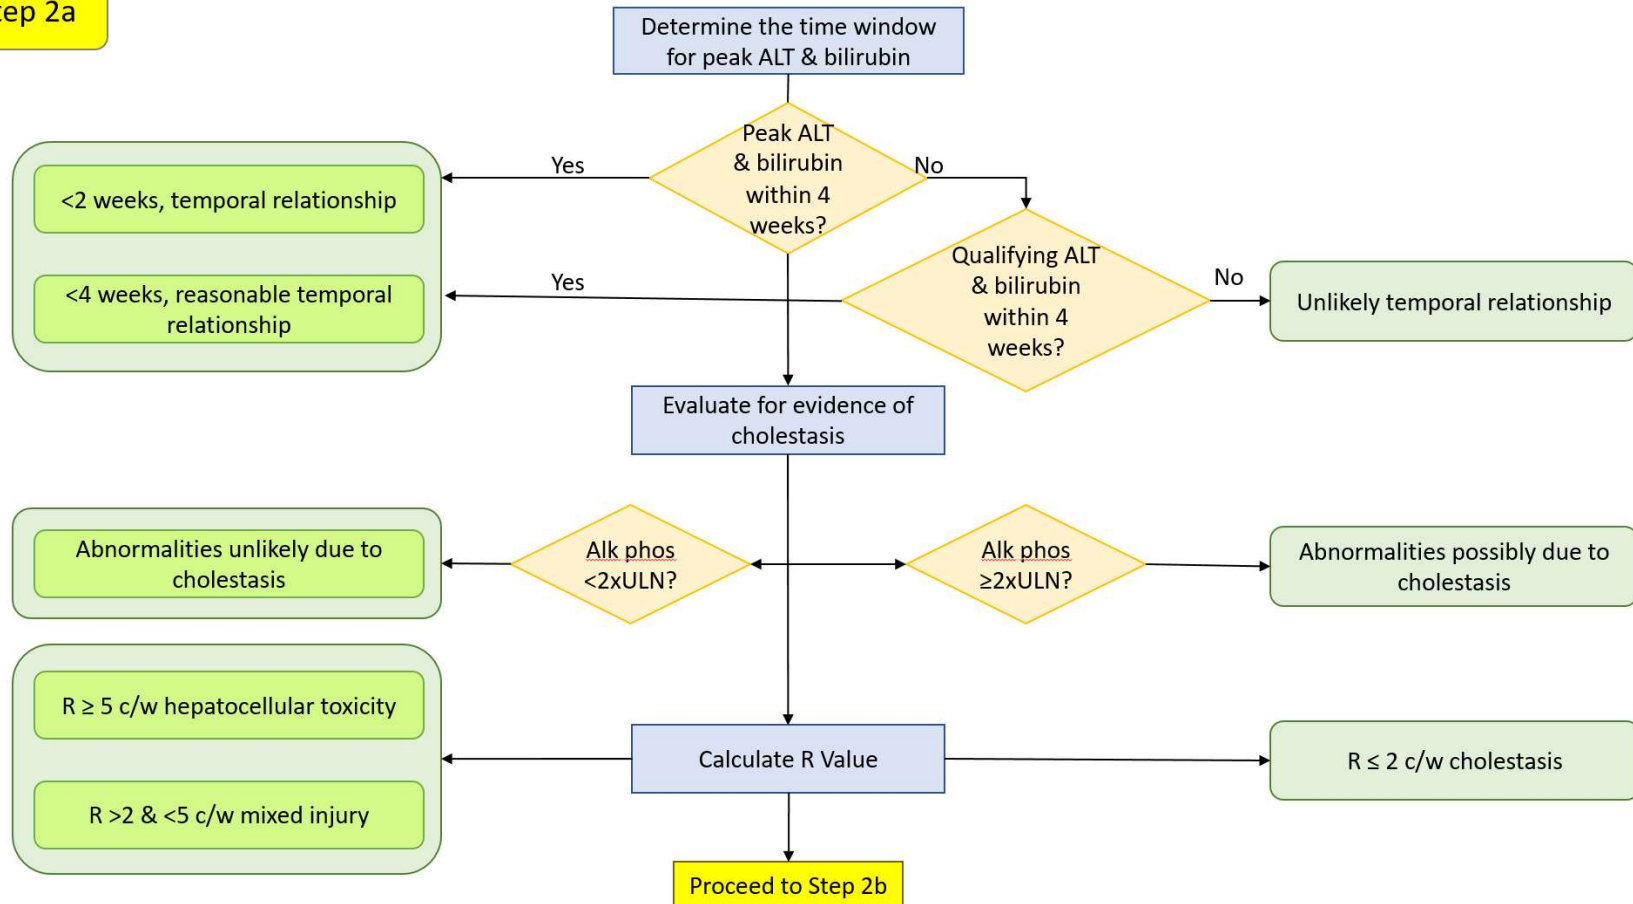 tep 2a
Determine the time window
for peak ALT & bilirubin
Peak ALT
& bilirubin
within 4
weeks?
Yes
No
<2 weeks, temporal relationship
<4 weeks, reasonable temporal
relationship
Qualifying ALT
& bilirubin
within 4
weeks?
Yes
No
Unlikely temporal relationship
Evaluate for evidence of
cholestasis
Abnormalities unlikely due to
cholestasis
Alk phos
<2xULN?
Alk phos
≥2xULN?
Abnormalities possibly due to
cholestasis
R ≥ 5 c/w hepatocellular toxicity
R >2 & <5 c/w mixed injury
Calculate R Value
R ≤ 2 c/w cholestasis
Proceed to Step 2b